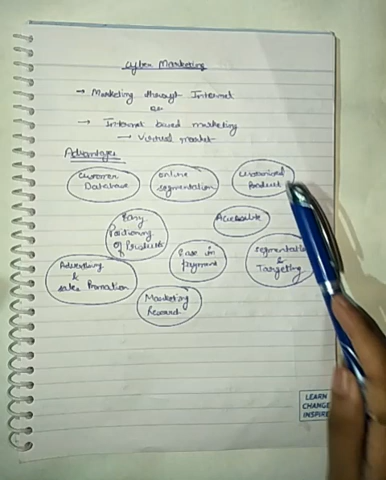 Cyber Marketing
→ Marketing through Internet
or
→ Internet based marketing
→ Virtual market
Advantages
Customer
Database
online
segmentation
Customized
Product
Easy
Positioning
of Products
Accessible
Ease in
Payment
Segmentation
&
Targeting
Advertising
&
Sales Promotion
Marketing
Research
LEARN
CHANGE
INSPIRE